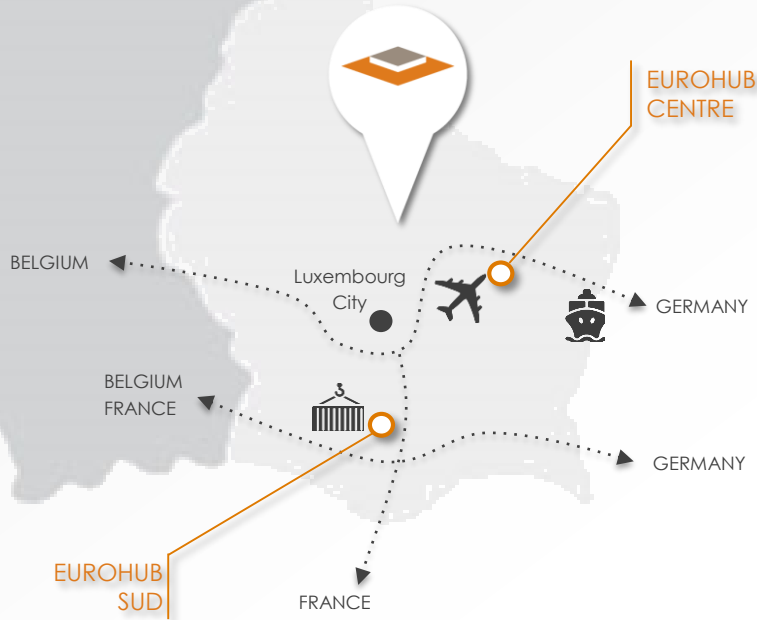 EUROHUB
CENTRE
BELGIUM
Luxembourg
City
GERMANY
BELGIUM
FRANCE
GERMANY
EUROHUB
SUD
FRANCE